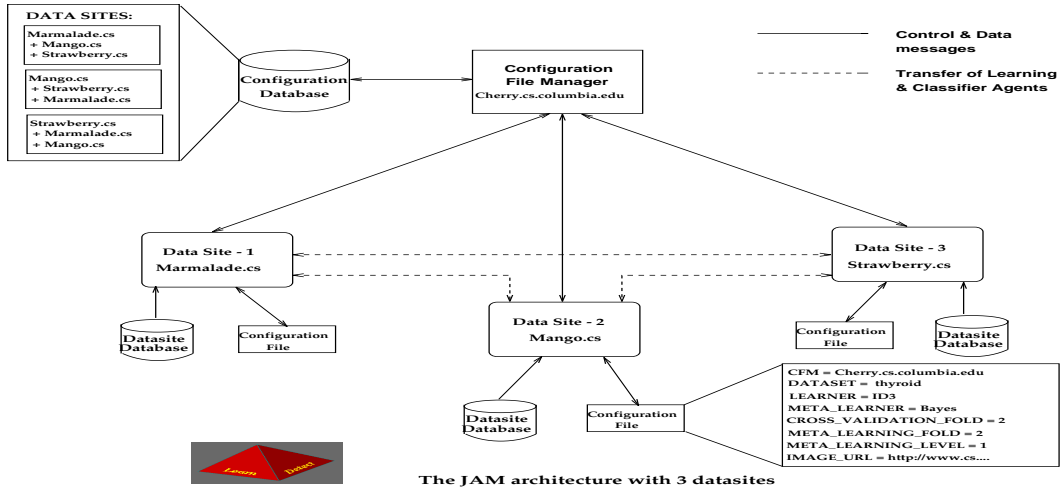 DATA SITES:
Marmalade.cs
+ Mango.cs
+ Strawberry.cs
Mango.cs
+ Strawberry.cs
+ Marmalade.cs
Strawberry.cs
+ Marmalade.cs
+ Mango.cs
Configuration
Database
Configuration
File Manager
Cherry.cs.columbia.edu
Control & Data
messages
Transfer of Learning
& Classifier Agents
Data Site - 1
Marmalade.cs
Data Site - 3
Strawberry.cs
Data Site - 2
Mango.cs
Datasite
Database
Configuration
File
Configuration
File
Datasite
Database
Datasite
Database
Configuration
File
CFM = Cherry.cs.columbia.edu
DATASET = thyroid
LEARNER = ID3
META_LEARNER = Bayes
CROSS_VALIDATION_FOLD = 2
META_LEARNING_FOLD = 2
META_LEARNING_LEVEL = 1
IMAGE_URL = http://www.cs....
Learn
Detect
The JAM architecture with 3 datasites